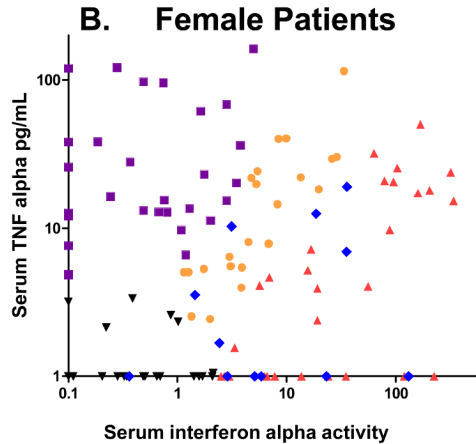 B. Female Patients
Serum TNF alpha pg/mL
100
10
1
0.1 1 10 100
Serum interferon alpha activity